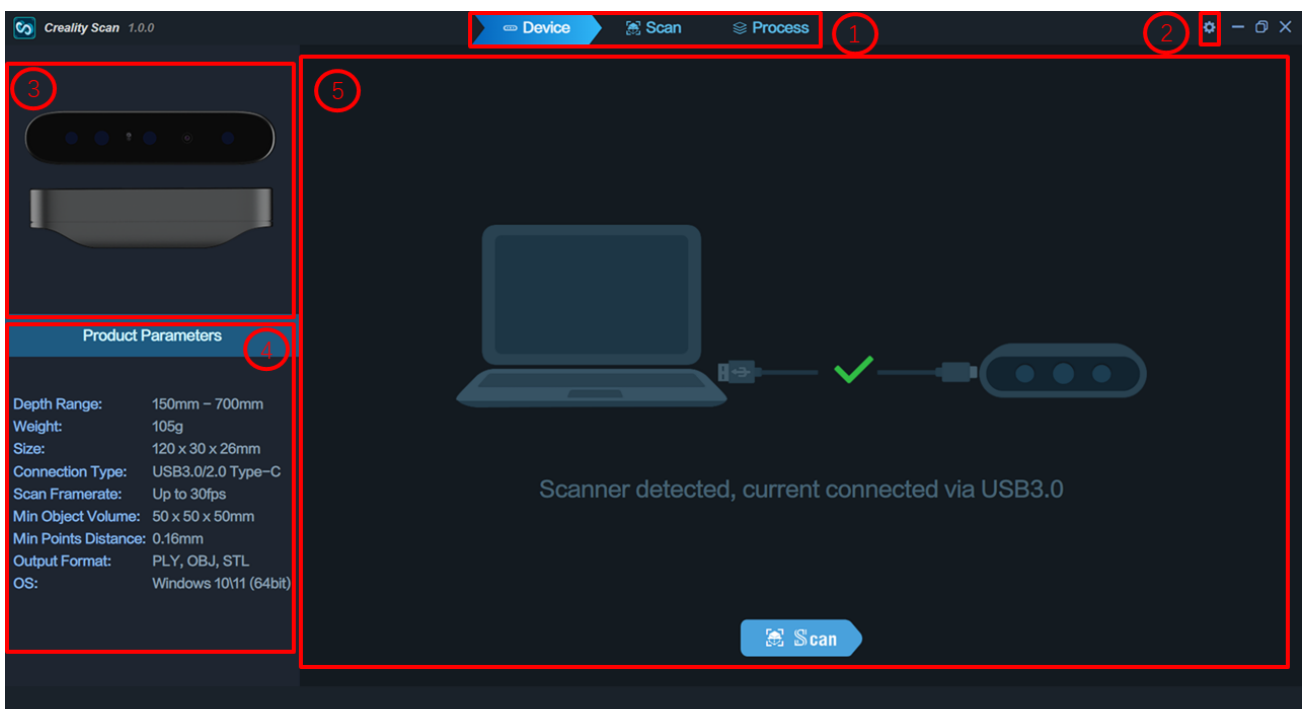 Creality Scan 1.0.0
Device Scan Process 1 2
3
5
Product Parameters
4
Depth Range: 150mm – 700mm
Weight: 105g
Size: 120 x 30 x 26mm
Connection Type: USB3.0/2.0 Type-C
Scan Framerate: Up to 30fps
Min Object Volume: 50 x 50 x 50mm
Min Points Distance: 0.16mm
Output Format: PLY, OBJ, STL
OS: Windows 10\11 (64bit)
Scanner detected, current connected via USB3.0
Scan